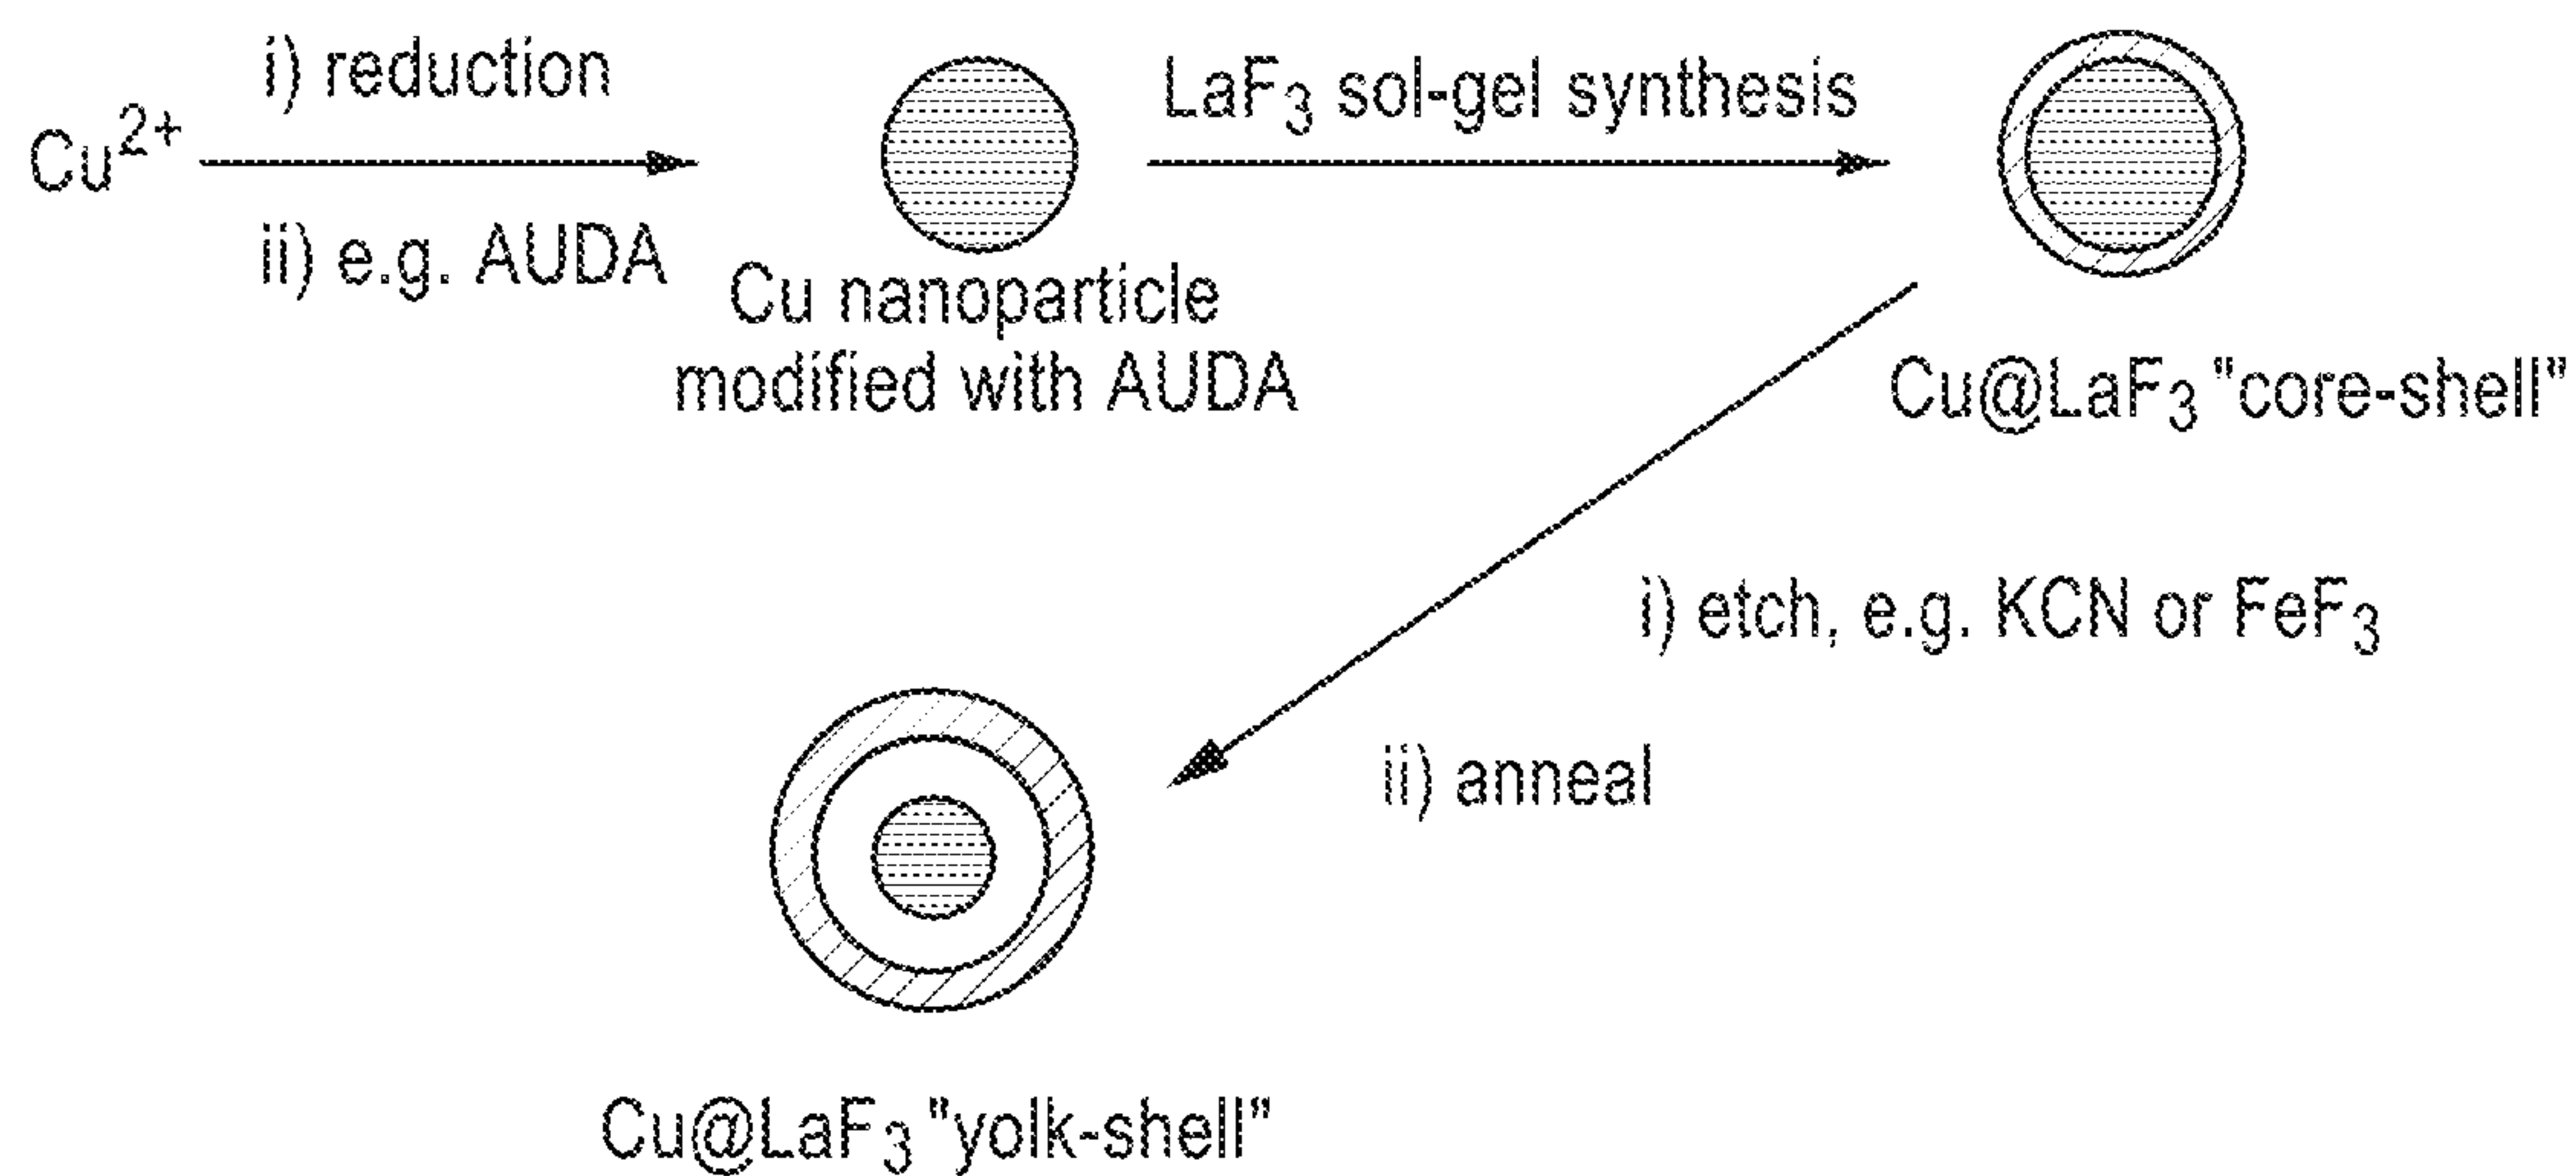 i) reduction
Cu²⁺
ii) e.g. AUDA
Cu nanoparticle
modified with AUDA
LaF₃ sol-gel synthesis
Cu@LaF₃ "core-shell"
i) etch, e.g. KCN or FeF₃
ii) anneal
Cu@LaF₃ "yolk-shell"